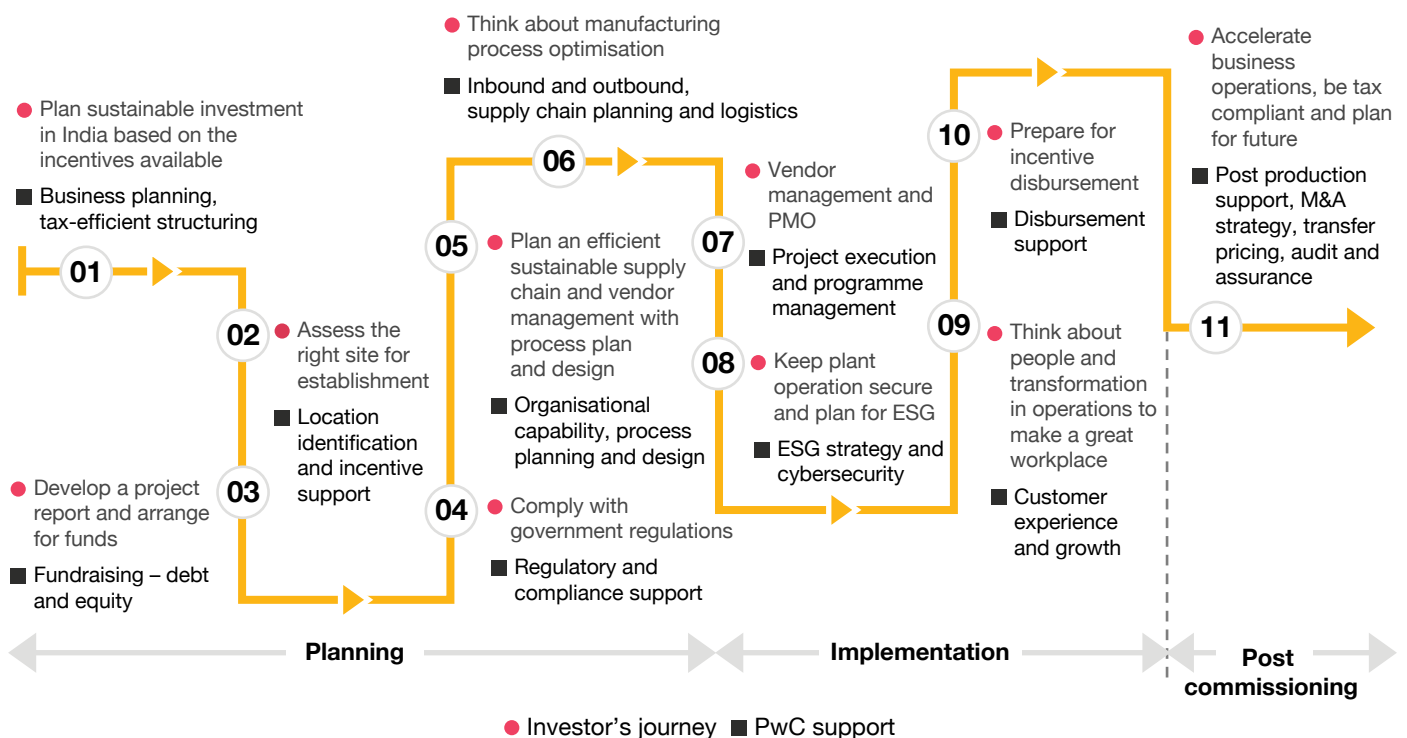 01
Plan sustainable investment
in India based on the
incentives available
Business planning,
tax-efficient structuring
02
Assess the
right site for
establishment
Location
identification
and incentive
support
03
Develop a project
report and arrange
for funds
Fundraising – debt
and equity
04
Comply with
government regulations
Regulatory and
compliance support
05
Plan an efficient
sustainable supply
chain and vendor
management with
process plan
and design
Organisational
capability, process
planning and design
06
Think about manufacturing
process optimisation
Inbound and outbound,
supply chain planning and logistics
07
Vendor
management and
PMO
Project execution
and programme
management
08
Keep plant
operation secure
and plan for ESG
ESG strategy and
cybersecurity
09
Think about
people and
transformation
in operations to
make a great
workplace
Customer
experience
and growth
10
Prepare for
incentive
disbursement
Disbursement
support
11
Accelerate
business
operations, be tax
compliant and plan
for future
Post production
support, M&A
strategy, transfer
pricing, audit and
assurance
Planning
Implementation
Post
commissioning
Investor's journey
PwC support